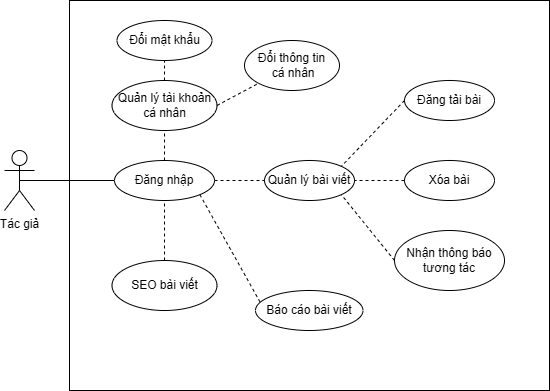 Đổi mật khẩu
Đổi thông tin
cá nhân
Quản lý tài khoản
cá nhân
Đăng tải bài
Tác giả
Đăng nhập
Quản lý bài viết
Xóa bài
Nhận thông báo
tương tác
SEO bài viết
Báo cáo bài viết